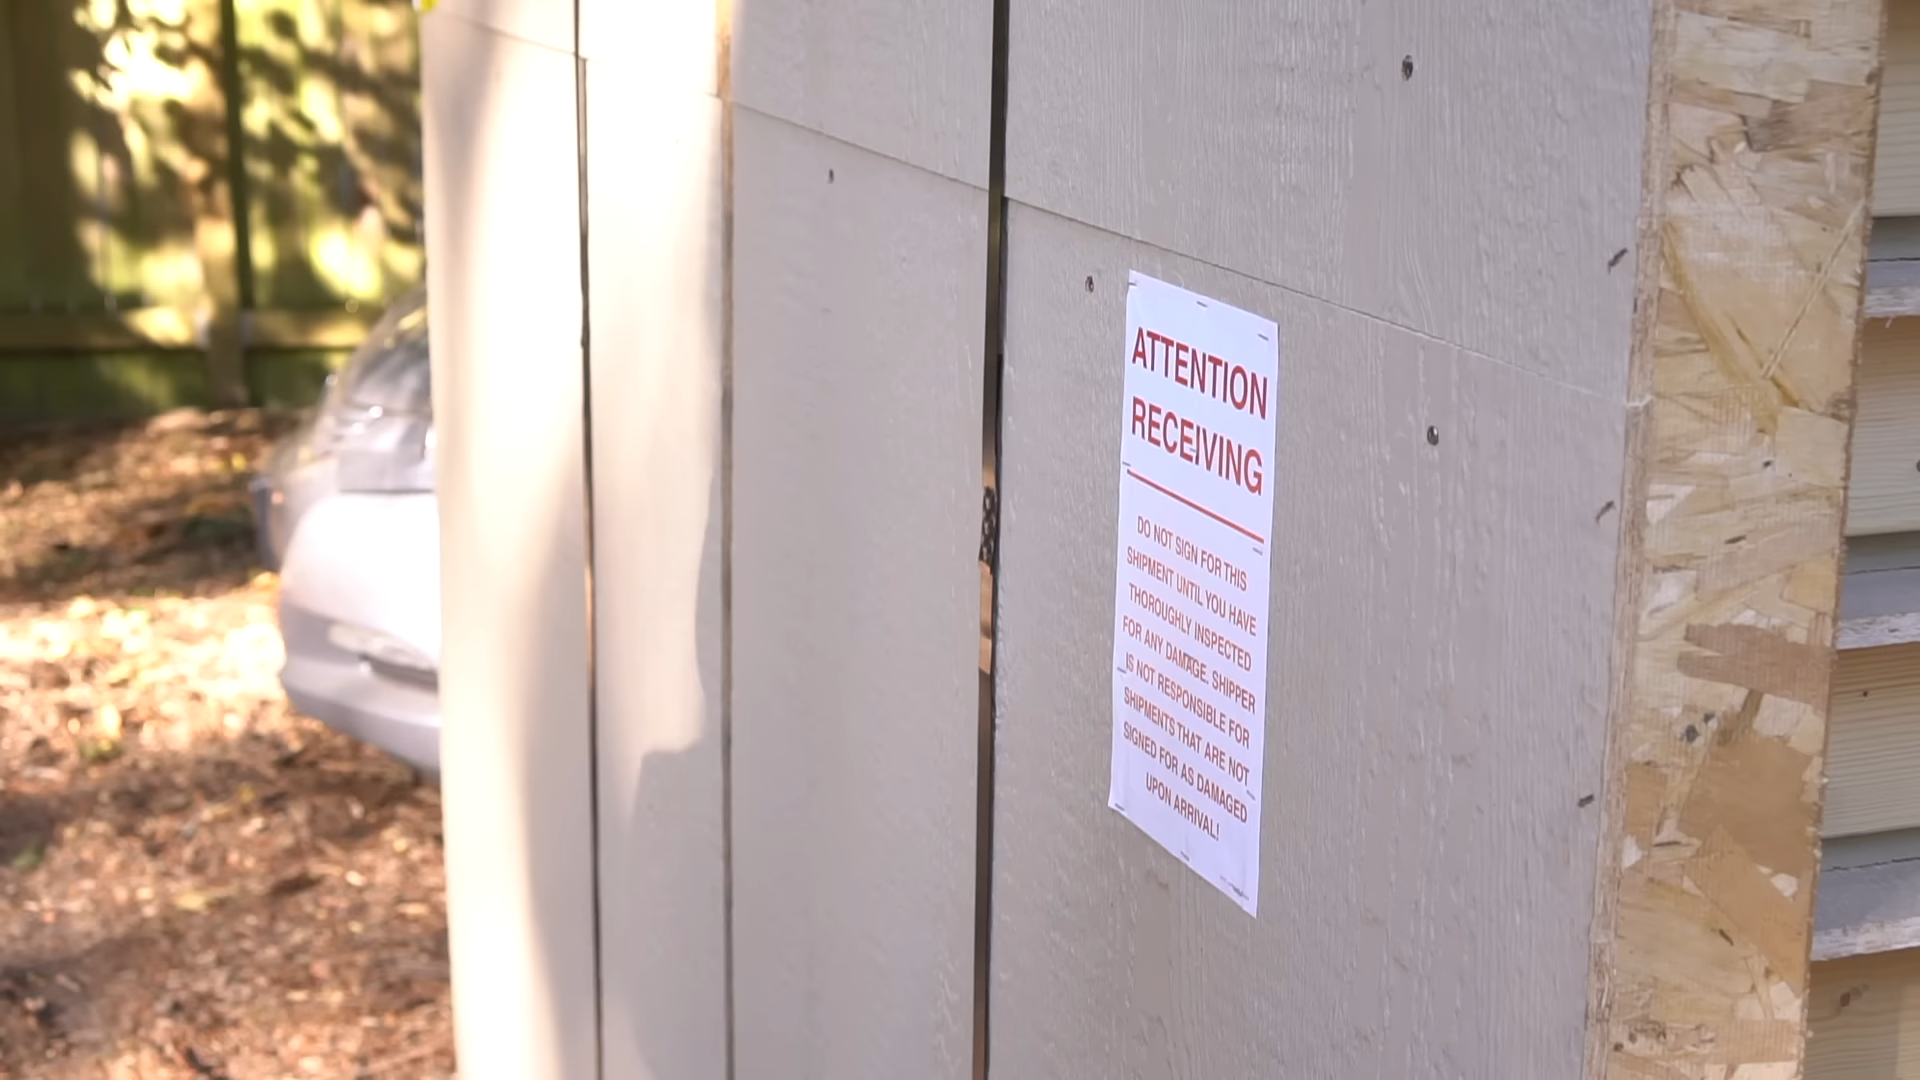 ATTENTION
RECEIVING
DO NOT SIGN FOR THIS
SHIPMENT UNTIL YOU HAVE
THOROUGHLY INSPECTED
FOR ANY DAMAGE. SHIPPER
IS NOT RESPONSIBLE FOR
SHIPMENTS THAT ARE NOT
SIGNED FOR AS DAMAGED
UPON ARRIVAL!